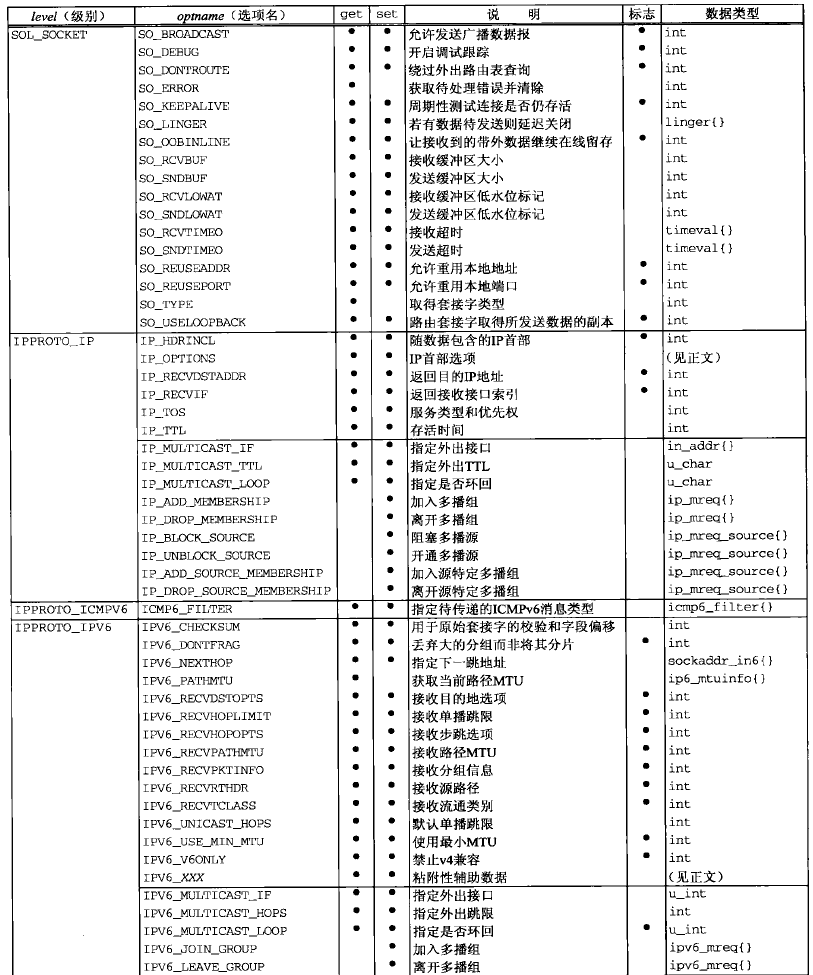 level（级别） optname（选项名） get set 说 明 标志 数据类型
SOL_SOCKET SO_BROADCAST • • 允许发送广播数据报 • int
SO_DEBUG • • 开启调试跟踪 • int
SO_DONTROUTE • • 绕过外出路由表查询 • int
SO_ERROR • 获取待处理错误并清除 int
SO_KEEPALIVE • • 周期性测试连接是否仍存活 • int
SO_LINGER • • 若有数据待发送则延迟关闭 linger{}
SO_OOBINLINE • • 让接收到的带外数据继续在线留存 • int
SO_RCVBUF • • 接收缓冲区大小 int
SO_SNDBUF • • 发送缓冲区大小 int
SO_RCVLOWAT • • 接收缓冲区低水位标记 int
SO_SNDLOWAT • • 发送缓冲区低水位标记 int
SO_RCVTIMEO • • 接收超时 timeval{}
SO_SNDTIMEO • • 发送超时 timeval{}
SO_REUSEADDR • • 允许重用本地地址 • int
SO_REUSEPORT • • 允许重用本地端口 • int
SO_TYPE • 取得套接字类型 int
SO_USELOOPBACK • • 路由套接字取得所发送数据的副本 • int
IPPROTO_IP IP_HDRINCL • • 随数据包含的IP首部 • int
IP_OPTIONS • • IP首部选项 （见正文）
IP_RECVDSTADDR • • 返回目的IP地址 • int
IP_RECVIF • • 返回接收接口索引 • int
IP_TOS • • 服务类型和优先权 int
IP_TTL • • 存活时间 int
IP_MULTICAST_IF • • 指定外出接口 in_addr{}
IP_MULTICAST_TTL • • 指定外出TTL u_char
IP_MULTICAST_LOOP • • 指定是否环回 u_char
IP_ADD_MEMBERSHIP • 加入多播组 ip_mreq{}
IP_DROP_MEMBERSHIP • 离开多播组 ip_mreq{}
IP_BLOCK_SOURCE • 阻塞多播源 ip_mreq_source{}
IP_UNBLOCK_SOURCE • 开通多播源 ip_mreq_source{}
IP_ADD_SOURCE_MEMBERSHIP • 加入源特定多播组 ip_mreq_source{}
IP_DROP_SOURCE_MEMBERSHIP • 离开源特定多播组 ip_mreq_source{}
IPPROTO_ICMPV6 ICMP6_FILTER • • 指定待传递的ICMPv6消息类型 icmp6_filter{}
IPPROTO_IPV6 IPV6_CHECKSUM • • 用于原始套接字的校验和字段偏移 int
IPV6_DONTFRAG • • 丢弃大的分组而非将其分片 • int
IPV6_NEXTHOP • • 指定下一跳地址 sockaddr_in6{}
IPV6_PATHMTU • 获取当前路径MTU ip6_mtuinfo{}
IPV6_RECVDSTOPTS • • 接收目的地选项 • int
IPV6_RECVHOPLIMIT • • 接收单播跳限 • int
IPV6_RECVHOPOPTS • • 接收步跳选项 • int
IPV6_RECVPATHMTU • • 接收路径MTU • int
IPV6_RECVPKTINFO • • 接收分组信息 • int
IPV6_RECVRTHDR • • 接收源路径 • int
IPV6_RECVTCLASS • • 接收流通类别 • int
IPV6_UNICAST_HOPS • • 默认单播跳限 int
IPV6_USE_MIN_MTU • • 使用最小MTU • int
IPV6_V6ONLY • • 禁止v4兼容 • int
IPV6_XXX • • 粘附性辅助数据 （见正文）
IPV6_MULTICAST_IF • • 指定外出接口 u_int
IPV6_MULTICAST_HOPS • • 指定外出跳限 int
IPV6_MULTICAST_LOOP • • 指定是否环回 • u_int
IPV6_JOIN_GROUP • 加入多播组 ipv6_mreq{}
IPV6_LEAVE_GROUP • 离开多播组 ipv6_mreq{}